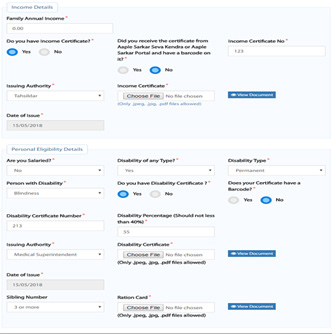 Income Details
Family Annual Income *
0.00
Do you have Income Certificate? *
Yes No
Did you received the certificate from
Aaple Sarkar Seva Kendra or Aaple
Sarkar Portal and have a barcode on
it? *
Yes No
Income Certificate No *
123
Issuing Authority *
Tahsildar
Income Certificate *
Choose File No file chosen
(Only .jpeg, .jpg, .pdf files allowed)
View Document
Date of Issue *
15/05/2018
Personal Eligibility Details
Are you Salaried? *
No
Disability of any Type? *
Yes
Disability Type *
Permanent
Person with Disability *
Blindness
Do you have Disability Certificate ? *
Yes No
Does your Certificate have a
Barcode? *
Yes No
Disability Certificate Number *
213
Disability Percentage (Should not less
than 40%) *
55
Issuing Authority *
Medical Superintendent
Disability Certificate *
Choose File No file chosen
(Only .jpeg, .jpg, .pdf files allowed)
View Document
Date of Issue *
15/05/2018
Sibling Number
3 or more
Ration Card *
Choose File No file chosen
(Only .jpeg, .jpg, .pdf files allowed)
View Document